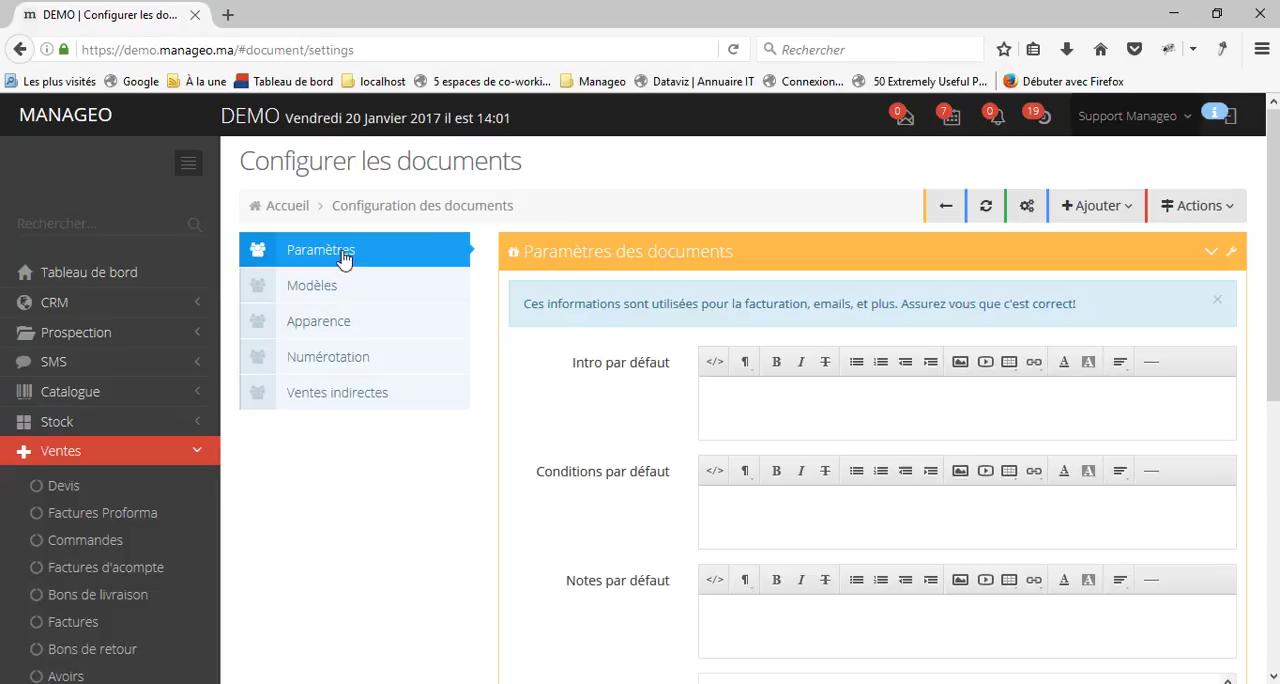 DEMO | Configurer les do...
https://demo.manageo.ma/#document/settings
Rechercher
Les plus visités Google À la une Tableau de bord localhost 5 espaces de co-worki... Manageo Dataviz | Annuaire IT Connexion... 50 Extremely Useful P... Débuter avec Firefox
MANAGEO
DEMO Vendredi 20 Janvier 2017 il est 14:01
0 7 0 19 Support Manageo
Configurer les documents
Accueil > Configuration des documents
Ajouter Actions
Rechercher...
Tableau de bord
CRM
Prospection
SMS
Catalogue
Stock
Ventes
Devis
Factures Proforma
Commandes
Factures d'acompte
Bons de livraison
Factures
Bons de retour
Avoirs
Paramètres
Modèles
Apparence
Numérotation
Ventes indirectes
Paramètres des documents
Ces informations sont utilisées pour la facturation, emails, et plus. Assurez vous que c'est correct!
Intro par défaut
Conditions par défaut
Notes par défaut